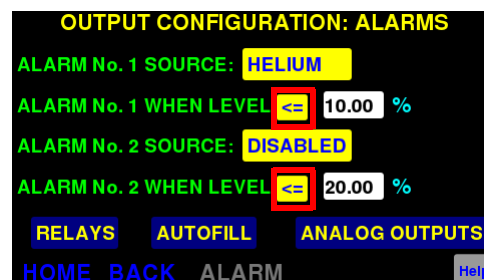 OUTPUT CONFIGURATION: ALARMS
ALARM No. 1 SOURCE: HELIUM
ALARM No. 1 WHEN LEVEL <= 10.00 %
ALARM No. 2 SOURCE: DISABLED
ALARM No. 2 WHEN LEVEL <= 20.00 %
RELAYS AUTOFILL ANALOG OUTPUTS
HOME BACK ALARM Help